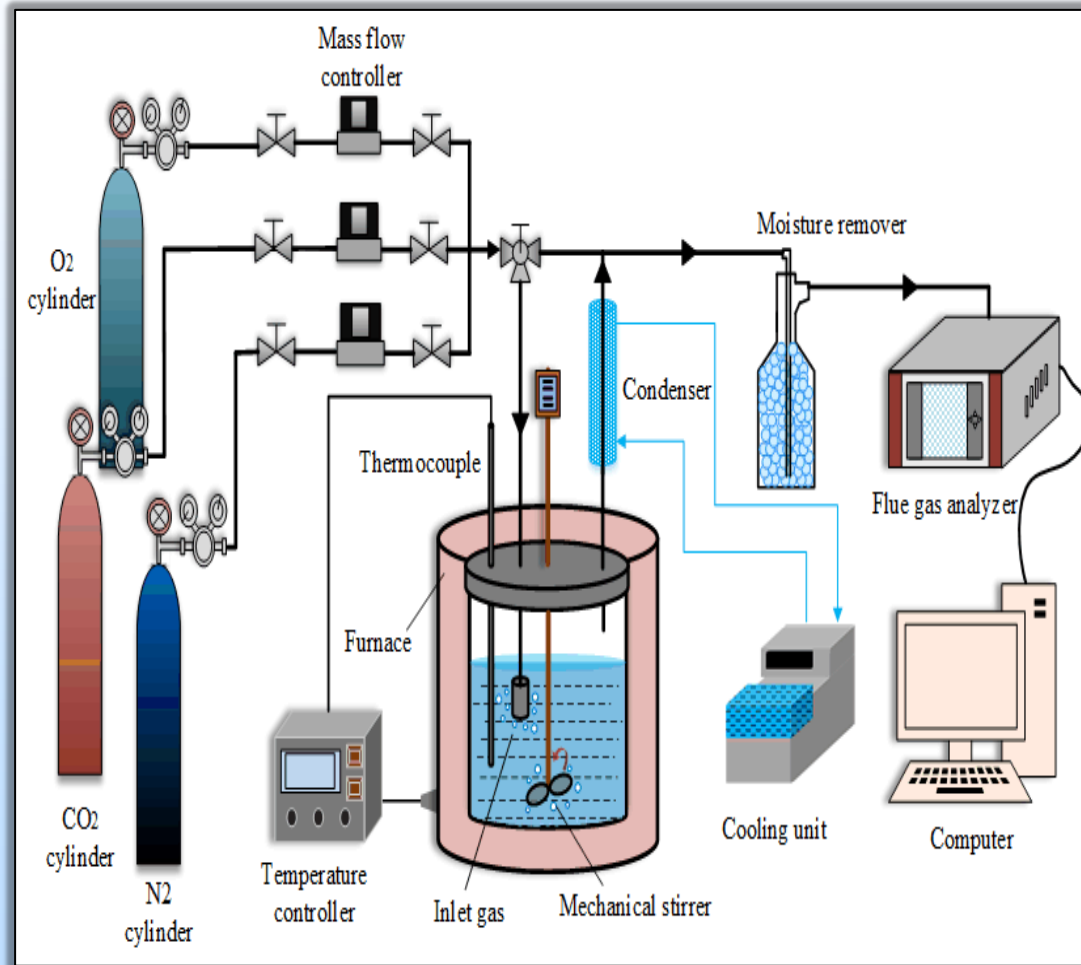 Mass flow
controller
O2
cylinder
Moisture remover
Condenser
Thermocouple
Flue gas analyzer
Furnace
CO2
cylinder
N2
cylinder
Temperature
controller
Inlet gas
Mechanical stirrer
Cooling unit
Computer